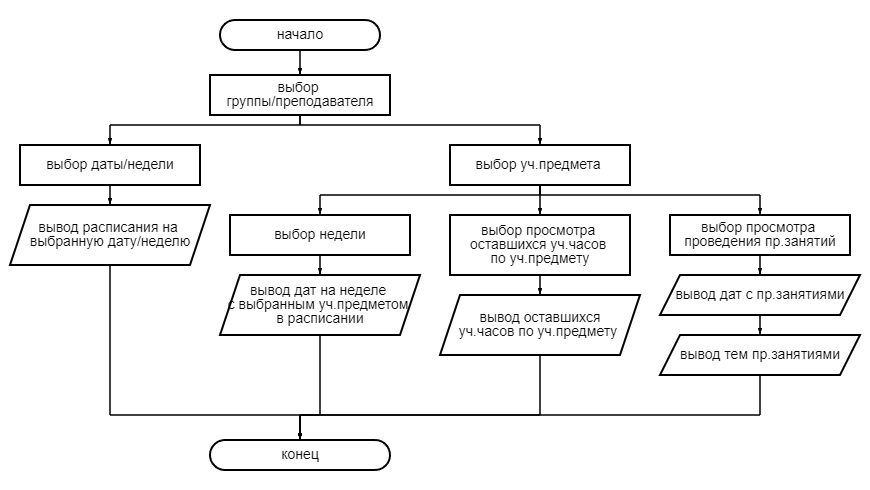 начало
выбор
группы/преподавателя
выбор даты/недели
выбор уч.предмета
вывод расписания на
выбранную дату/неделю
выбор недели
выбор просмотра
оставшихся уч.часов
по уч.предмету
выбор просмотра
проведения пр.занятий
вывод дат на неделе
с выбранным уч.предметом
в расписании
вывод оставшихся
уч.часов по уч.предмету
вывод дат с пр.занятиями
вывод тем пр.занятиями
конец